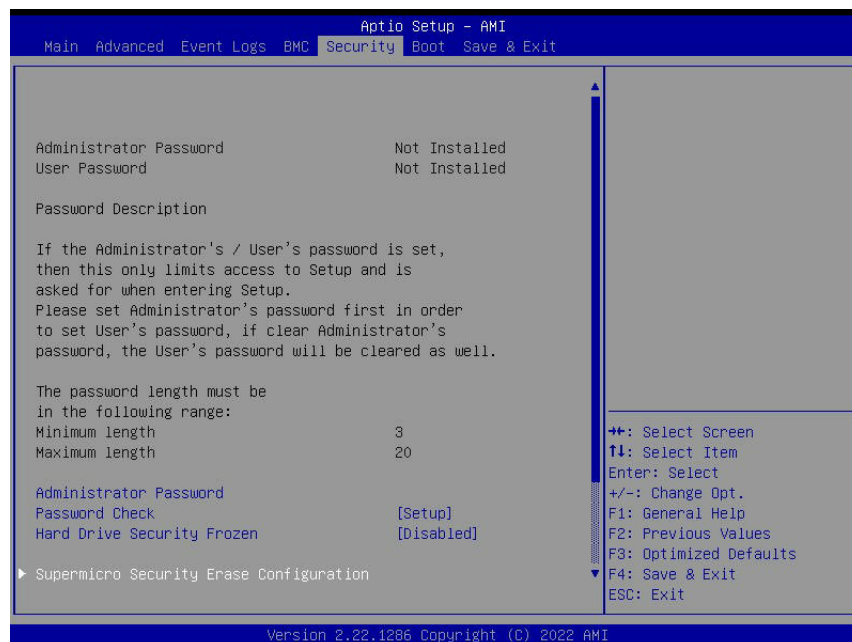 Aptio Setup – AMI
Main Advanced Event Logs BMC Security Boot Save & Exit
Administrator Password Not Installed
User Password Not Installed
Password Description
If the Administrator's / User's password is set,
then this only limits access to Setup and is
asked for when entering Setup.
Please set Administrator's password first in order
to set User's password, if clear Administrator's
password, the User's password will be cleared as well.
The password length must be
in the following range:
Minimum length 3
Maximum length 20
Administrator Password
Password Check [Setup]
Hard Drive Security Frozen [Disabled]
▶ Supermicro Security Erase Configuration
→←: Select Screen
↑↓: Select Item
Enter: Select
+/-: Change Opt.
F1: General Help
F2: Previous Values
F3: Optimized Defaults
F4: Save & Exit
ESC: Exit
Version 2.22.1286 Copyright (C) 2022 AMI